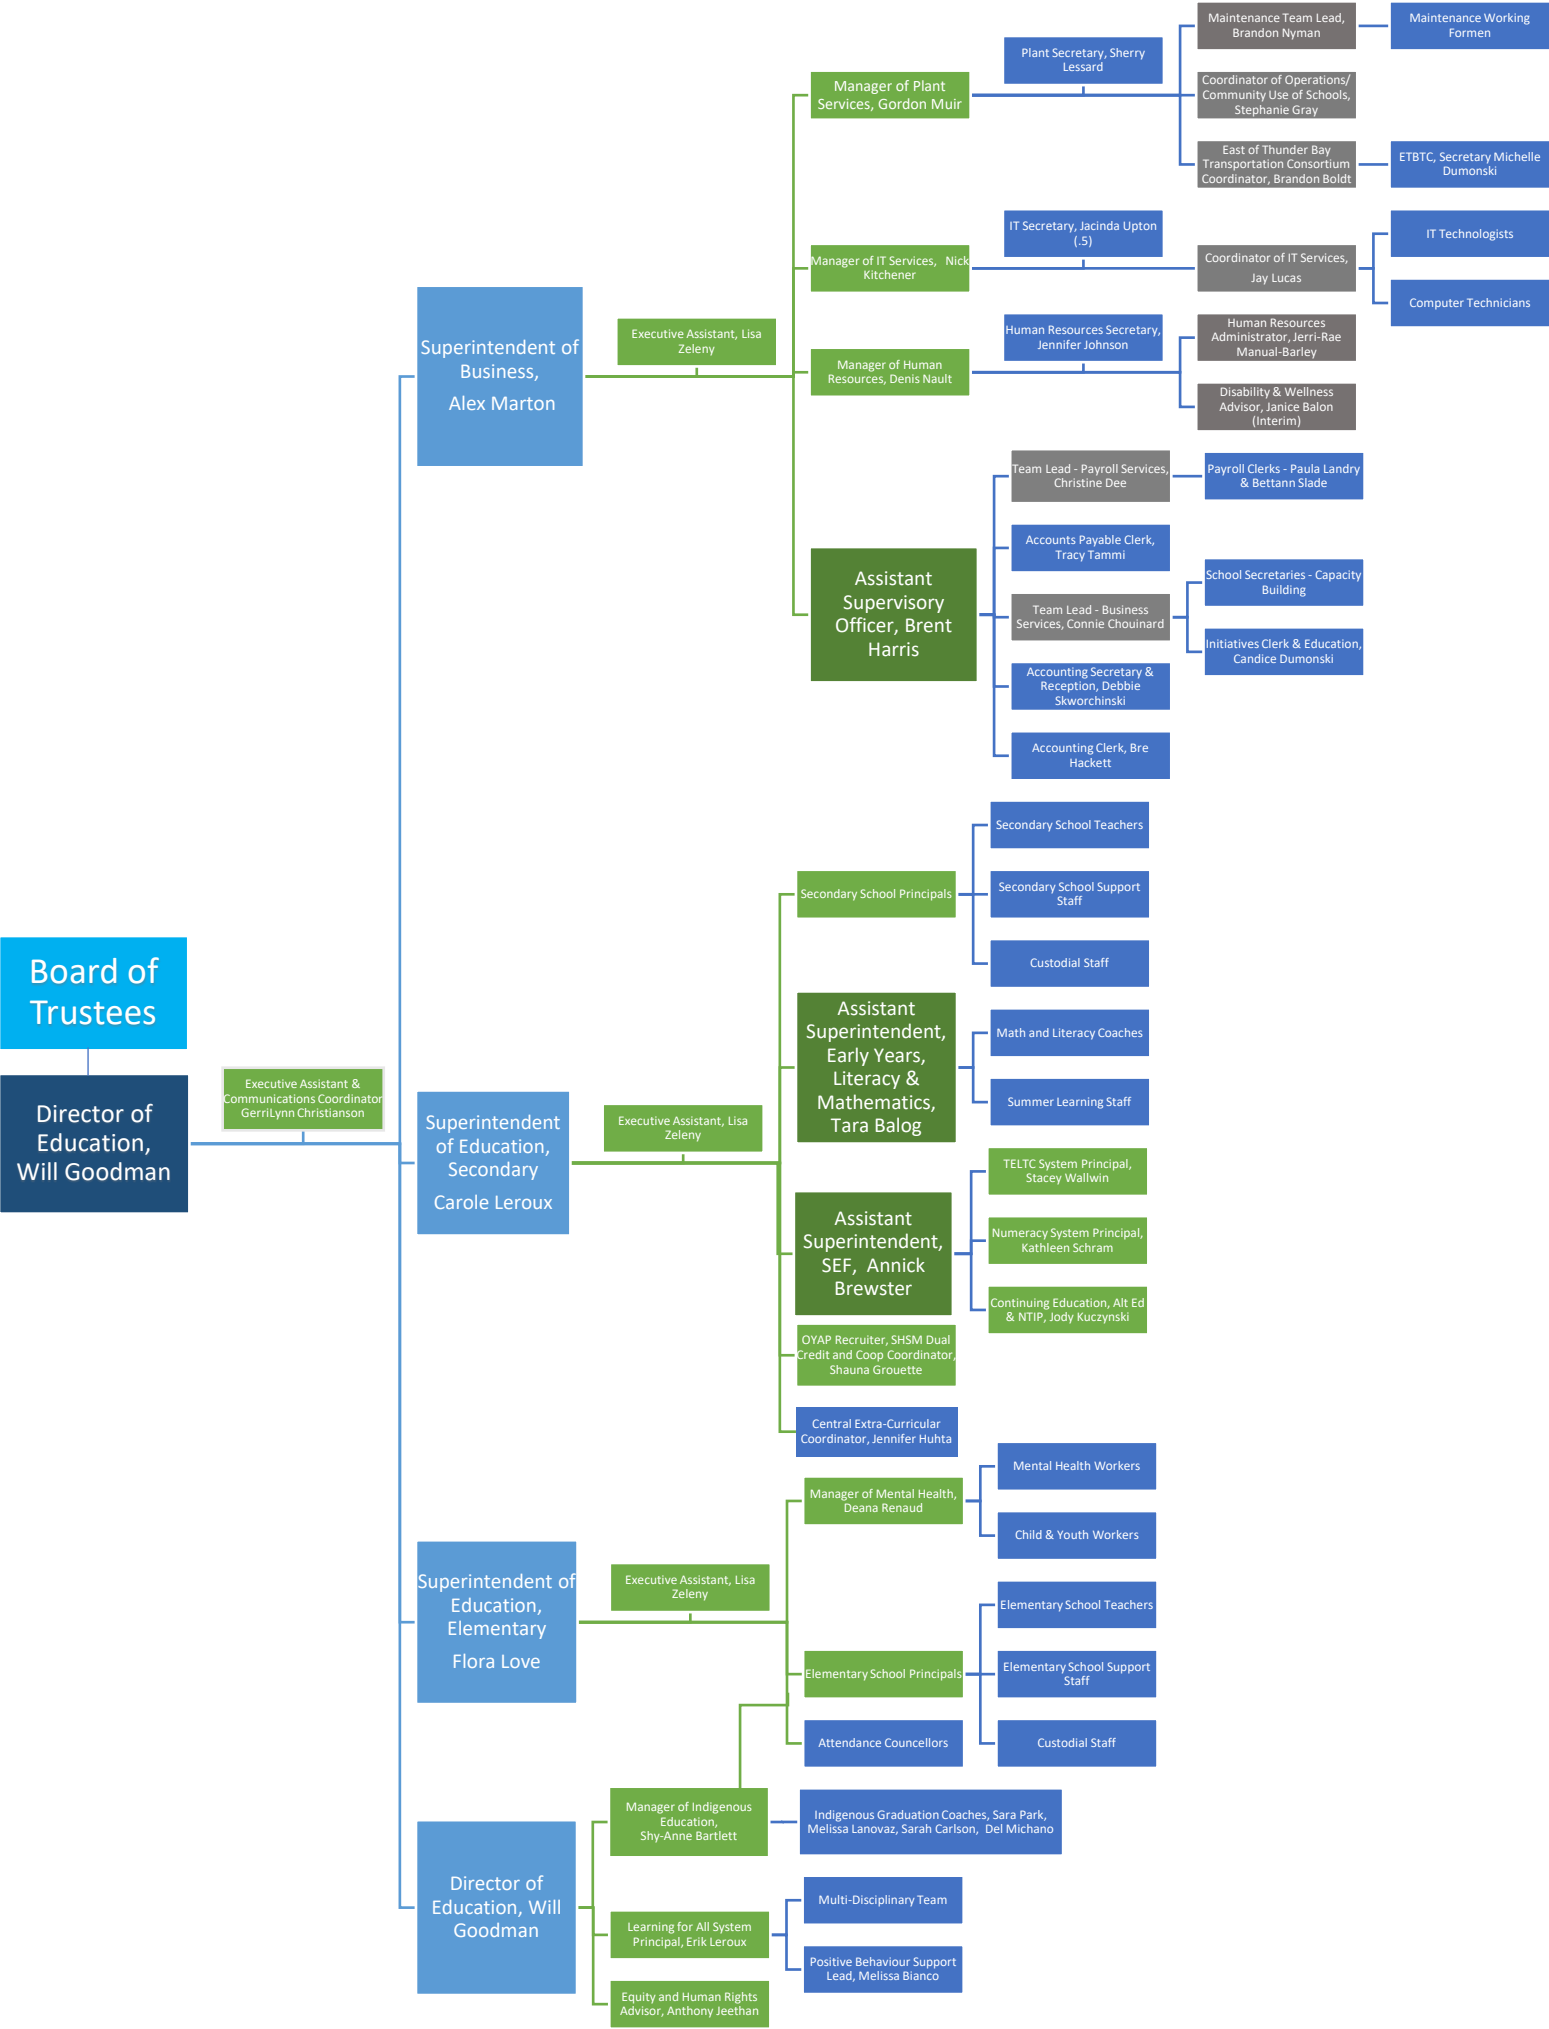 Maintenance Team Lead,
Brandon Nyman
Maintenance Working
Formen
Plant Secretary, Sherry
Lessard
Manager of Plant
Services, Gordon Muir
Coordinator of Operations/
Community Use of Schools,
Stephanie Gray
East of Thunder Bay
Transportation Consortium
Coordinator, Brandon Boldt
ETBTC, Secretary Michelle
Dumonski
IT Secretary, Jacinda Upton
(.5)
IT Technologists
Manager of IT Services, Nick
Kitchener
Coordinator of IT Services,
Jay Lucas
Computer Technicians
Superintendent of
Business,
Alex Marton
Executive Assistant, Lisa
Zeleny
Human Resources Secretary,
Jennifer Johnson
Human Resources
Administrator, Jerri-Rae
Manual-Barley
Manager of Human
Resources, Denis Nault
Disability & Wellness
Advisor, Janice Balon
(Interim)
Team Lead - Payroll Services,
Christine Dee
Payroll Clerks - Paula Landry
& Bettann Slade
Accounts Payable Clerk,
Tracy Tammi
Assistant
Supervisory
Officer, Brent
Harris
Team Lead - Business
Services, Connie Chouinard
School Secretaries - Capacity
Building
Initiatives Clerk & Education,
Candice Dumonski
Accounting Secretary &
Reception, Debbie
Skworchinski
Accounting Clerk, Bre
Hackett
Secondary School Teachers
Secondary School Principals
Secondary School Support
Staff
Custodial Staff
Board of
Trustees
Director of
Education,
Will Goodman
Executive Assistant &
Communications Coordinator
GerriLynn Christianson
Assistant
Superintendent,
Early Years,
Literacy &
Mathematics,
Tara Balog
Math and Literacy Coaches
Summer Learning Staff
Superintendent
of Education,
Secondary
Carole Leroux
Executive Assistant, Lisa
Zeleny
TELTC System Principal,
Stacey Wallwin
Assistant
Superintendent,
SEF, Annick
Brewster
Numeracy System Principal,
Kathleen Schram
Continuing Education, Alt Ed
& NTIP, Jody Kuczynski
OYAP Recruiter, SHSM Dual
Credit and Coop Coordinator,
Shauna Grouette
Central Extra-Curricular
Coordinator, Jennifer Huhta
Manager of Mental Health,
Deana Renaud
Mental Health Workers
Child & Youth Workers
Superintendent of
Education,
Elementary
Flora Love
Executive Assistant, Lisa
Zeleny
Elementary School Teachers
Elementary School Principals
Elementary School Support
Staff
Attendance Councellors
Custodial Staff
Manager of Indigenous
Education,
Shy-Anne Bartlett
Indigenous Graduation Coaches, Sara Park,
Melissa Lanovaz, Sarah Carlson, Del Michano
Director of
Education, Will
Goodman
Multi-Disciplinary Team
Learning for All System
Principal, Erik Leroux
Positive Behaviour Support
Lead, Melissa Bianco
Equity and Human Rights
Advisor, Anthony Jeethan